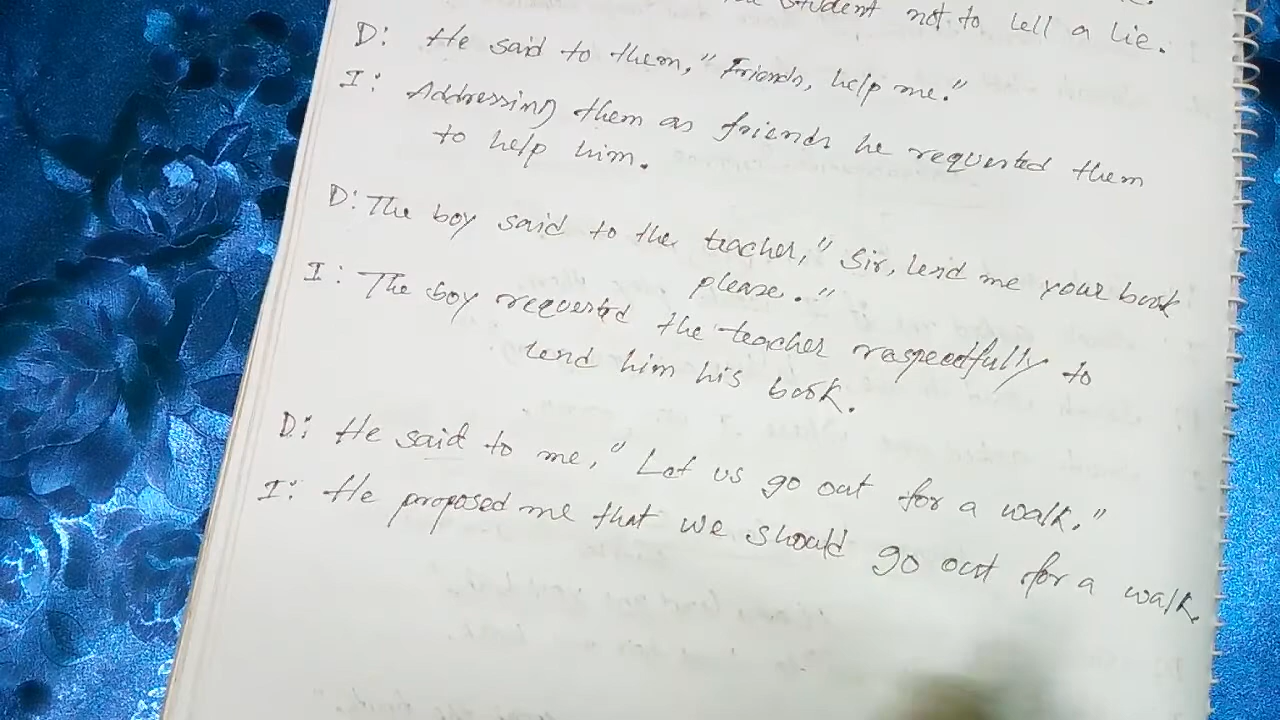 student not to tell a lie.
D: He said to them, "Friends, help me."
I: Addressing them as friends he requested them
to help him.
D: The boy said to the teacher, "Sir, lend me your book
please."
I: The boy requested the teacher respectfully to
lend him his book.
D: He said to me, "Let us go out for a walk."
I: He proposed me that we should go out for a walk.